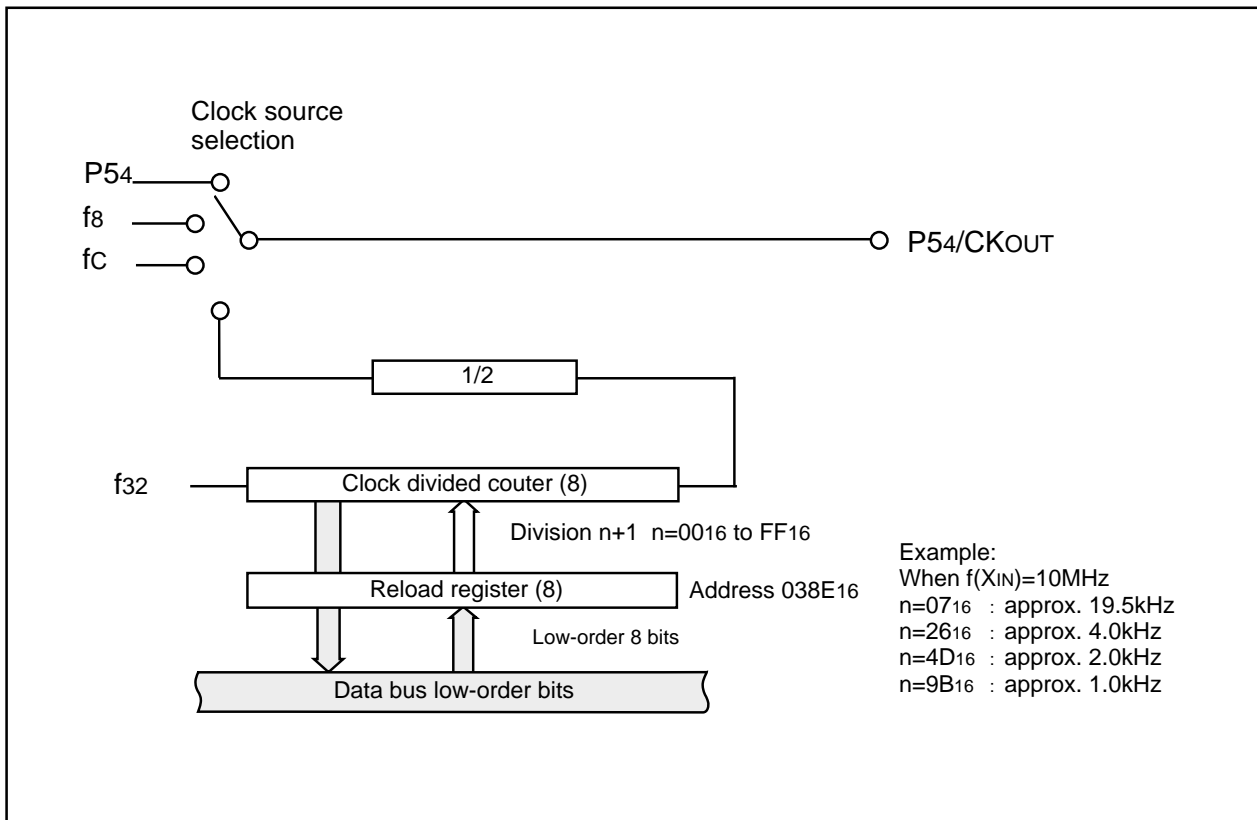 Clock source
selection
P54
f8
fC
P54/CKOUT
1/2
f32
Clock divided couter (8)
Division n+1 n=0016 to FF16
Reload register (8)
Address 038E16
Low-order 8 bits
Data bus low-order bits
Example:
When f(XIN)=10MHz
n=0716 : approx. 19.5kHz
n=2616 : approx. 4.0kHz
n=4D16 : approx. 2.0kHz
n=9B16 : approx. 1.0kHz